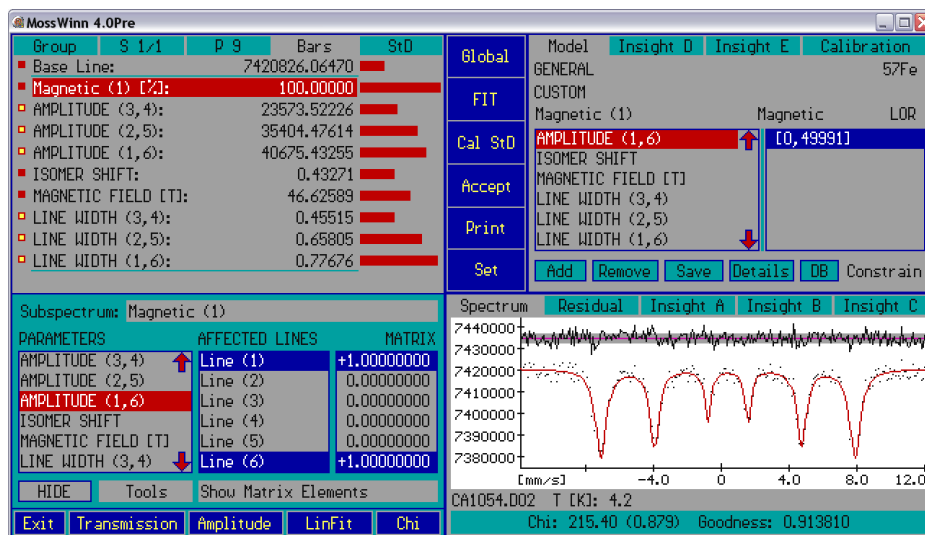 MossWinn 4.0Pre
Group S 1/1 P 9 Bars StD
Base Line: 7420826.06470
Magnetic (1) [%]: 100.00000
AMPLITUDE (3,4): 23573.52226
AMPLITUDE (2,5): 35404.47614
AMPLITUDE (1,6): 40675.43255
ISOMER SHIFT: 0.43271
MAGNETIC FIELD [T]: 46.62589
LINE WIDTH (3,4): 0.45515
LINE WIDTH (2,5): 0.65805
LINE WIDTH (1,6): 0.77676
Global
FIT
Cal StD
Accept
Print
Set
Model Insight D Insight E Calibration
GENERAL 57Fe
CUSTOM
Magnetic (1) Magnetic LOR
AMPLITUDE (1,6) [0,49991]
ISOMER SHIFT
MAGNETIC FIELD [T]
LINE WIDTH (3,4)
LINE WIDTH (2,5)
LINE WIDTH (1,6)
Add Remove Save Details DB Constrain
Subspectrum: Magnetic (1)
PARAMETERS AFFECTED LINES MATRIX
AMPLITUDE (3,4) Line (1) +1.00000000
AMPLITUDE (2,5) Line (2) 0.00000000
AMPLITUDE (1,6) Line (3) 0.00000000
ISOMER SHIFT Line (4) 0.00000000
MAGNETIC FIELD [T] Line (5) 0.00000000
LINE WIDTH (3,4) Line (6) +1.00000000
HIDE Tools Show Matrix Elements
Exit Transmission Amplitude LinFit Chi
Spectrum Residual Insight A Insight B Insight C
7440000
7430000
7420000
7410000
7400000
7390000
7380000
[mm/s] -4.0 0 4.0 8.0 12.0
CA1054.D02 T [K]: 4.2
Chi: 215.40 (0.879) Goodness: 0.913810